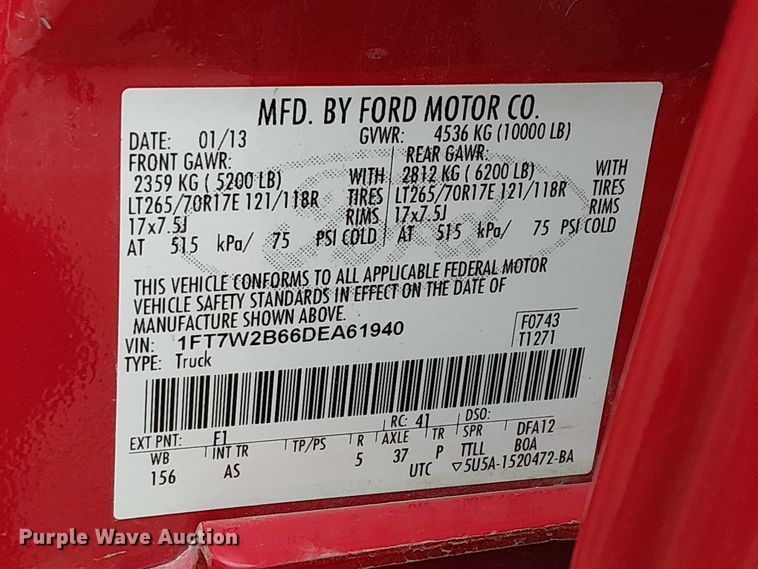 MFD. BY FORD MOTOR CO.
DATE: 01/13 GVWR: 4536 KG (10000 LB)
FRONT GAWR: REAR GAWR:
2359 KG ( 5200 LB) WITH 2812 KG ( 6200 LB) WITH
LT265/70R17E 121/118R TIRES LT265/70R17E 121/118R TIRES
17x7.5J RIMS 17x7.5J RIMS
AT 515 kPa/ 75 PSI COLD AT 515 kPa/ 75 PSI COLD
THIS VEHICLE CONFORMS TO ALL APPLICABLE FEDERAL MOTOR
VEHICLE SAFETY STANDARDS IN EFFECT ON THE DATE OF
MANUFACTURE SHOWN ABOVE.
VIN: 1FT7W2B66DEA61940 F0743
TYPE: Truck T1271
EXT PNT: F1 RC: 41 DSO:
WB INT TR TP/PS R AXLE TR SPR DFA12
156 AS 5 37 P TTLL BOA
UTC ▽5U5A-1520472-BA
Purple Wave Auction